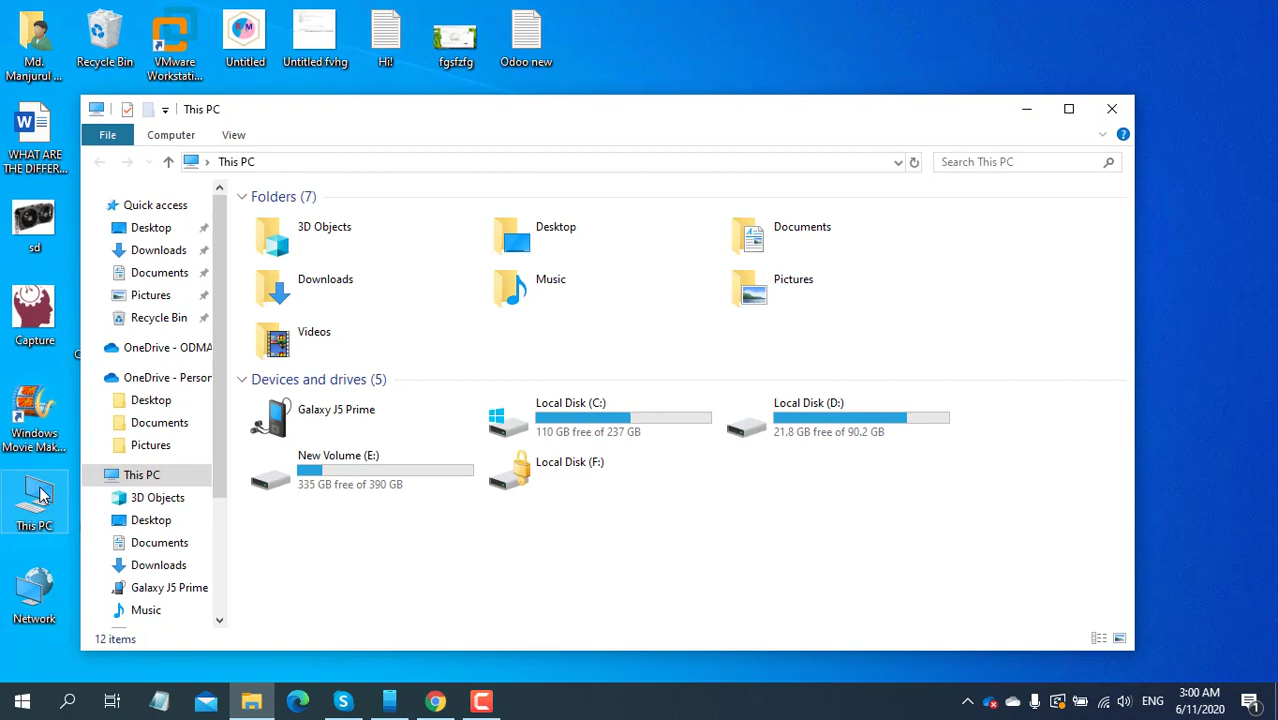 Md.
Manjurul ...
Recycle Bin
VMware
Workstati...
Untitled
Untitled fvhg
Hi!
fgsfzfg
Odoo new
WHAT ARE
THE DIFFER...
sd
Capture
Windows
Movie Mak...
This PC
Network
This PC
File
Computer
View
This PC
Search This PC
Quick access
Desktop
Downloads
Documents
Pictures
Recycle Bin
OneDrive - ODMA
OneDrive - Person
Desktop
Documents
Pictures
This PC
3D Objects
Desktop
Documents
Downloads
Galaxy J5 Prime
Music
Folders (7)
3D Objects
Desktop
Documents
Downloads
Music
Pictures
Videos
Devices and drives (5)
Galaxy J5 Prime
Local Disk (C:)
110 GB free of 237 GB
Local Disk (D:)
21.8 GB free of 90.2 GB
New Volume (E:)
335 GB free of 390 GB
Local Disk (F:)
12 items
ENG
3:00 AM
6/11/2020
1